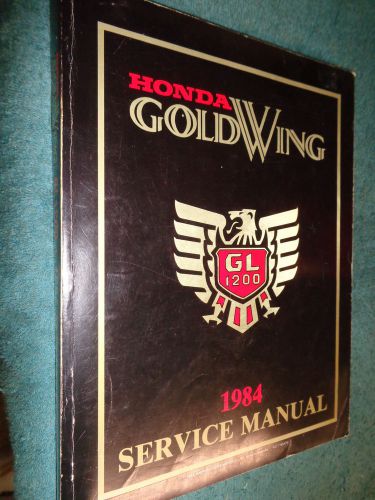 HONDA
GOLDWING
GL
1200
1984
SERVICE MANUAL